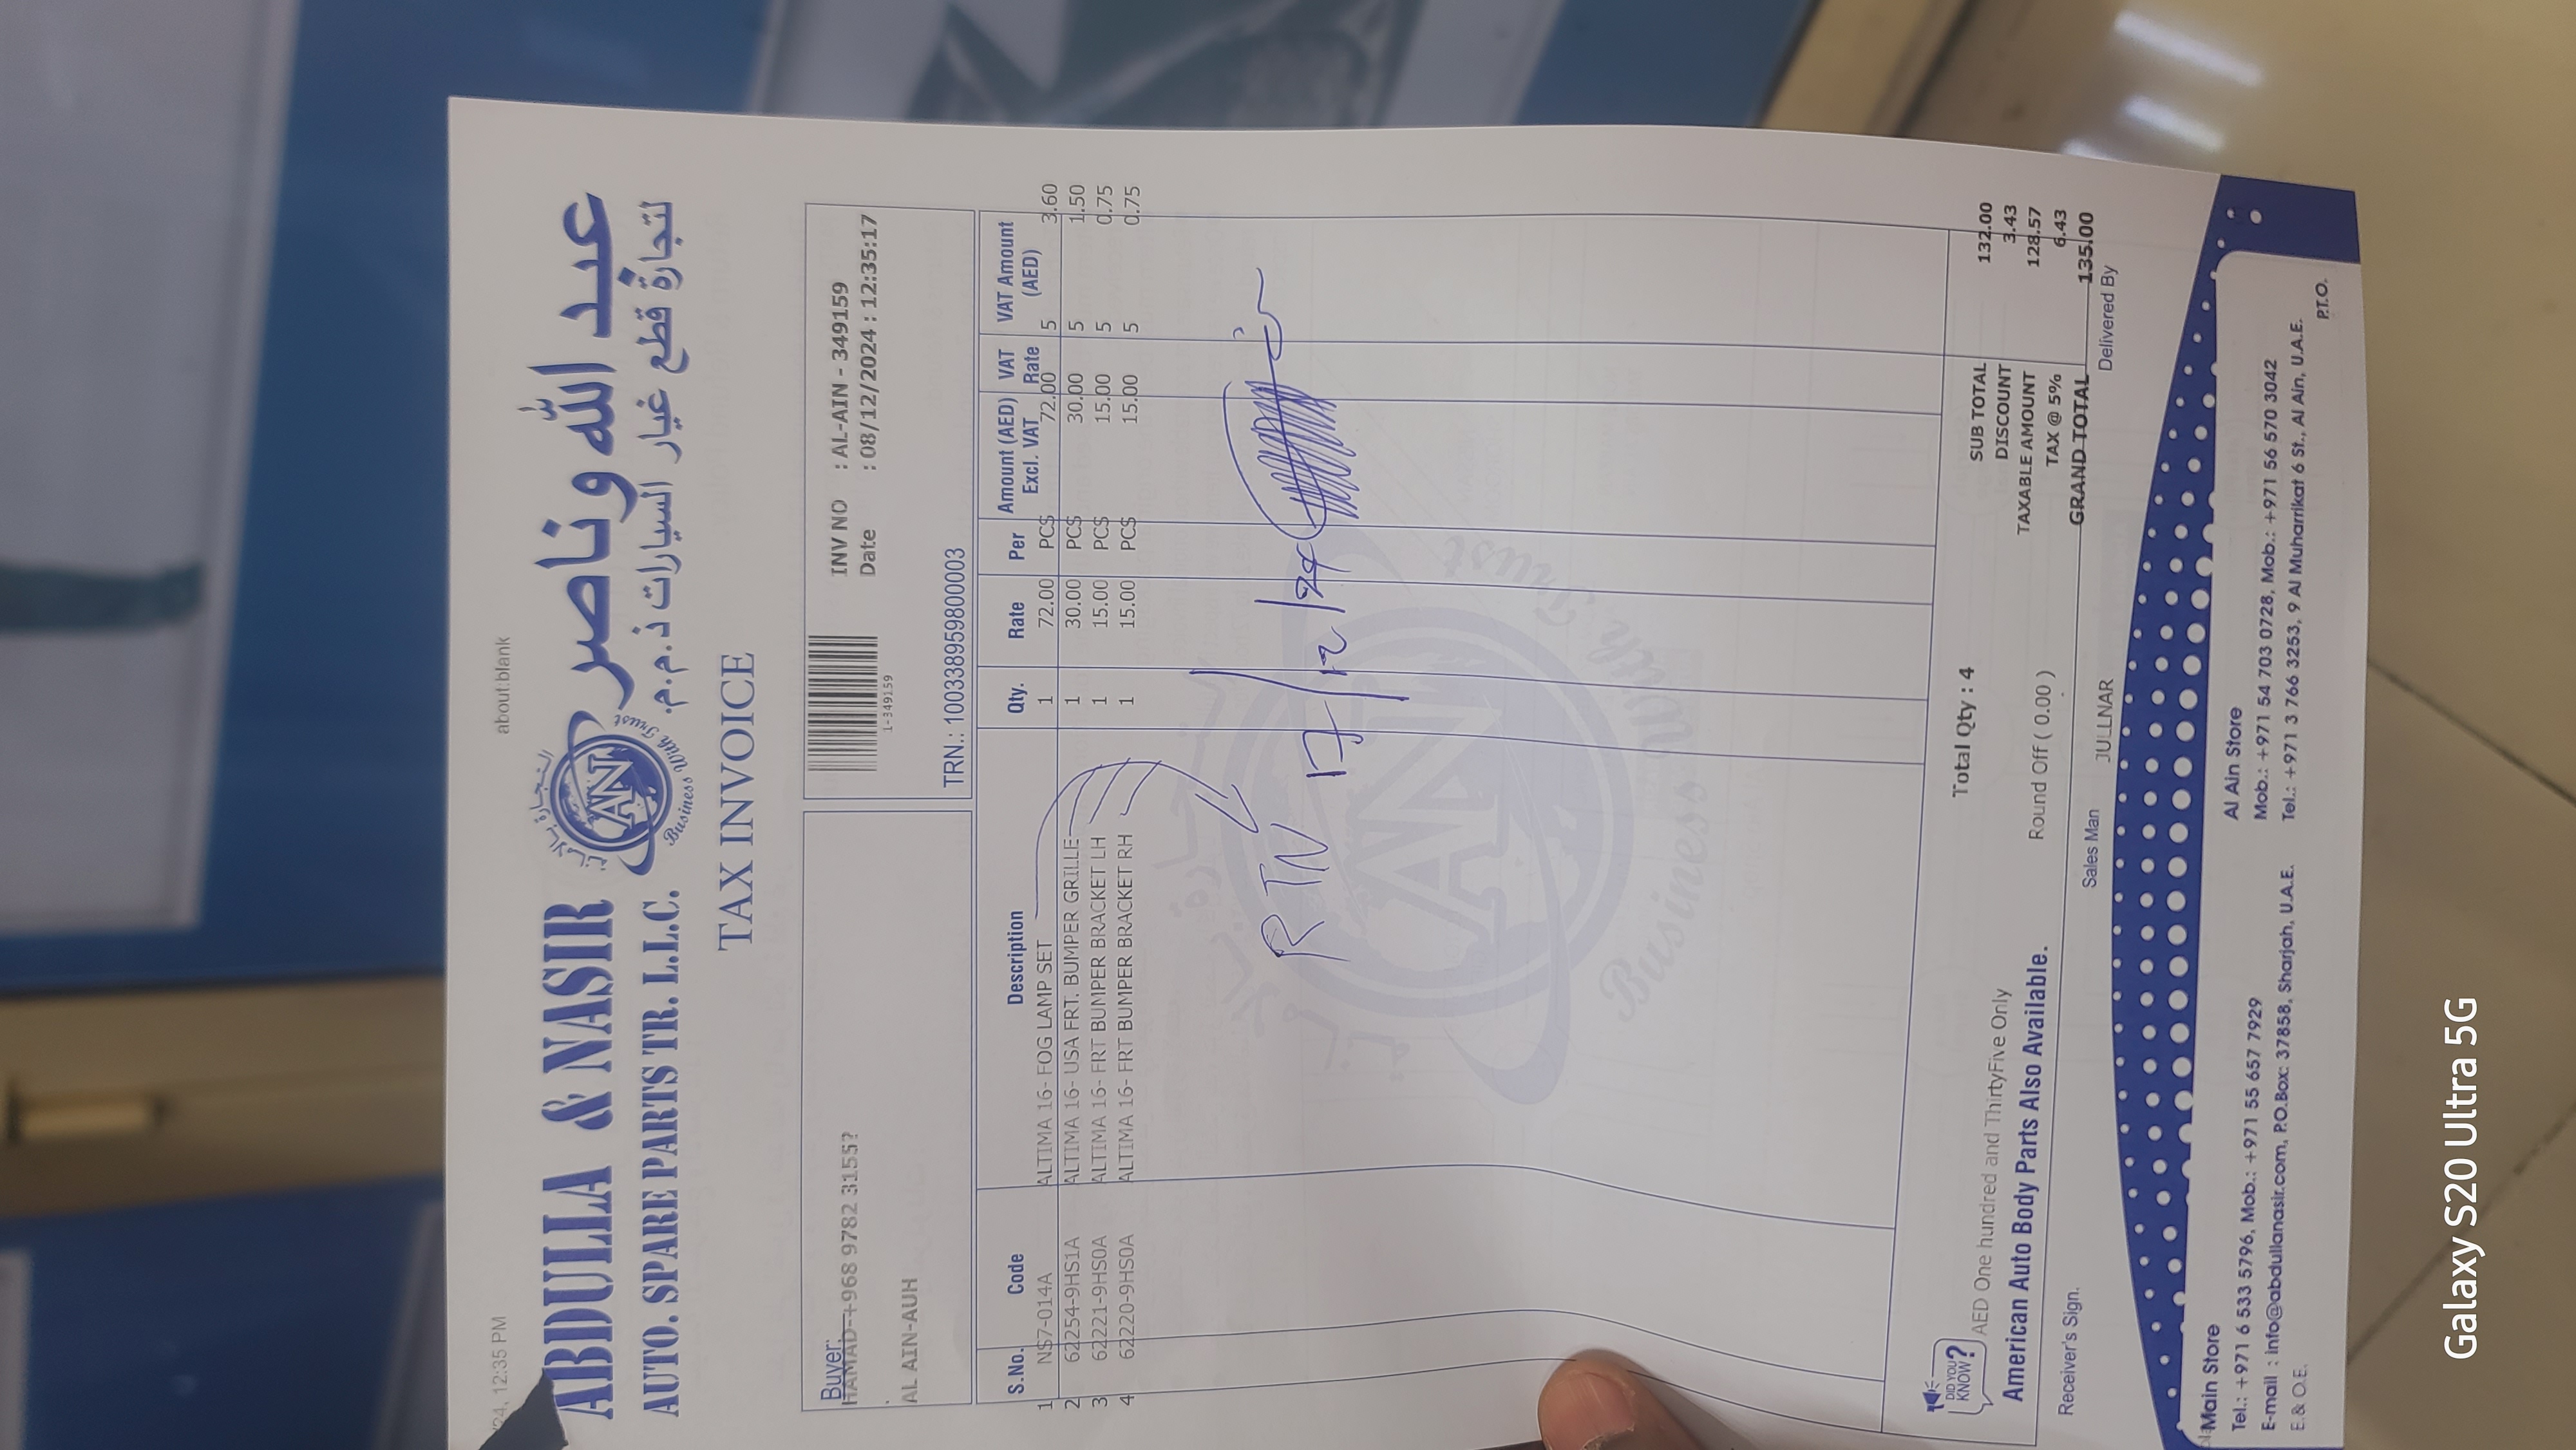 24, 12:35 PM about:blank
ABDULLA & NASIR
AUTO. SPARE PARTS TR. L.L.C.
عبد الله وناصر
لتجارة قطع غيار السيارات ذ.م.م.
AN
Business With Trust
TAX INVOICE
Buyer:
HAMAD-+968 9782 3155?
.
AL AIN-AUH
1-349159
INV NO : AL-AIN - 349159
Date : 08/12/2024 : 12:35:17
TRN.: 100338959800003
S.No. Code Description Qty. Rate Per Amount (AED) Excl. VAT VAT Rate VAT Amount (AED)
1 NS7-014A ALTIMA 16- FOG LAMP SET 1 72.00 PCS 72.00 5 3.60
2 62254-9HS1A ALTIMA 16- USA FRT. BUMPER GRILLE 1 30.00 PCS 30.00 5 1.50
3 62221-9HS0A ALTIMA 16- FRT BUMPER BRACKET LH 1 15.00 PCS 15.00 5 0.75
4 62220-9HS0A ALTIMA 16- FRT BUMPER BRACKET RH 1 15.00 PCS 15.00 5 0.75
RTN 17/12/24
AN
Business With Trust
Total Qty : 4
SUB TOTAL 132.00
DISCOUNT 3.43
TAXABLE AMOUNT 128.57
TAX @ 5% 6.43
GRAND TOTAL 135.00
DID YOU KNOW?
AED One hundred and ThirtyFive Only
American Auto Body Parts Also Available.
Round Off ( 0.00 )
Receiver's Sign. Sales Man JULLNAR Delivered By
Main Store
Tel.: +971 6 533 5796, Mob.: +971 55 657 7929
E-mail : info@abdullanasir.com, P.O.Box: 37858, Sharjah, U.A.E.
E. & O.E.
Al Ain Store
Mob.: +971 54 703 0728, Mob.: +971 56 570 3042
Tel.: +971 3 766 3253, 9 Al Muharrikat 6 St., Al Ain, U.A.E.
P.T.O.
Galaxy S20 Ultra 5G